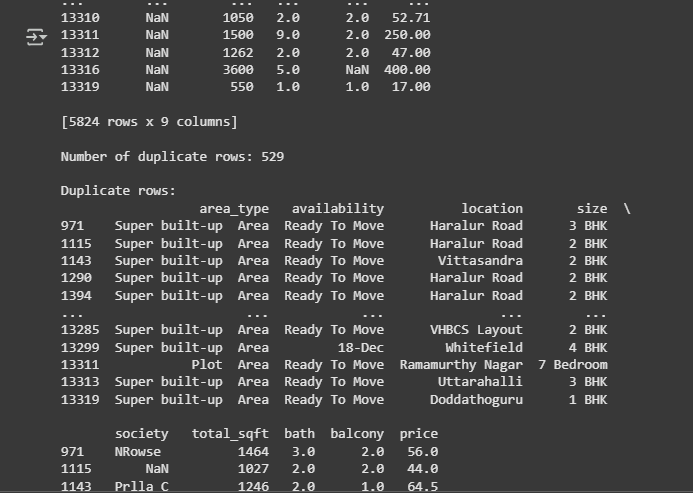 ...       ...       ...    ...     ...     ...
13310     NaN      1050    2.0     2.0    52.71
13311     NaN      1500    9.0     2.0   250.00
13312     NaN      1262    2.0     2.0    47.00
13316     NaN      3600    5.0     NaN   400.00
13319     NaN       550    1.0     1.0    17.00
[5824 rows x 9 columns]
Number of duplicate rows: 529
Duplicate rows:
                 area_type   availability          location       size  \
971    Super built-up  Area  Ready To Move      Haralur Road      3 BHK
1115   Super built-up  Area  Ready To Move      Haralur Road      2 BHK
1143   Super built-up  Area  Ready To Move       Vittasandra      2 BHK
1290   Super built-up  Area  Ready To Move      Haralur Road      2 BHK
1394   Super built-up  Area  Ready To Move      Haralur Road      2 BHK
...                     ...            ...               ...        ...
13285  Super built-up  Area  Ready To Move      VHBCS Layout      2 BHK
13299  Super built-up  Area         18-Dec        Whitefield      4 BHK
13311            Plot  Area  Ready To Move  Ramamurthy Nagar  7 Bedroom
13313  Super built-up  Area  Ready To Move       Uttarahalli      3 BHK
13319  Super built-up  Area  Ready To Move       Doddathoguru      1 BHK
       society   total_sqft  bath  balcony  price
971    NRowse          1464   3.0      2.0   56.0
1115       NaN         1027   2.0      2.0   44.0
1143   Prlla C         1246   2.0      1.0   64.5